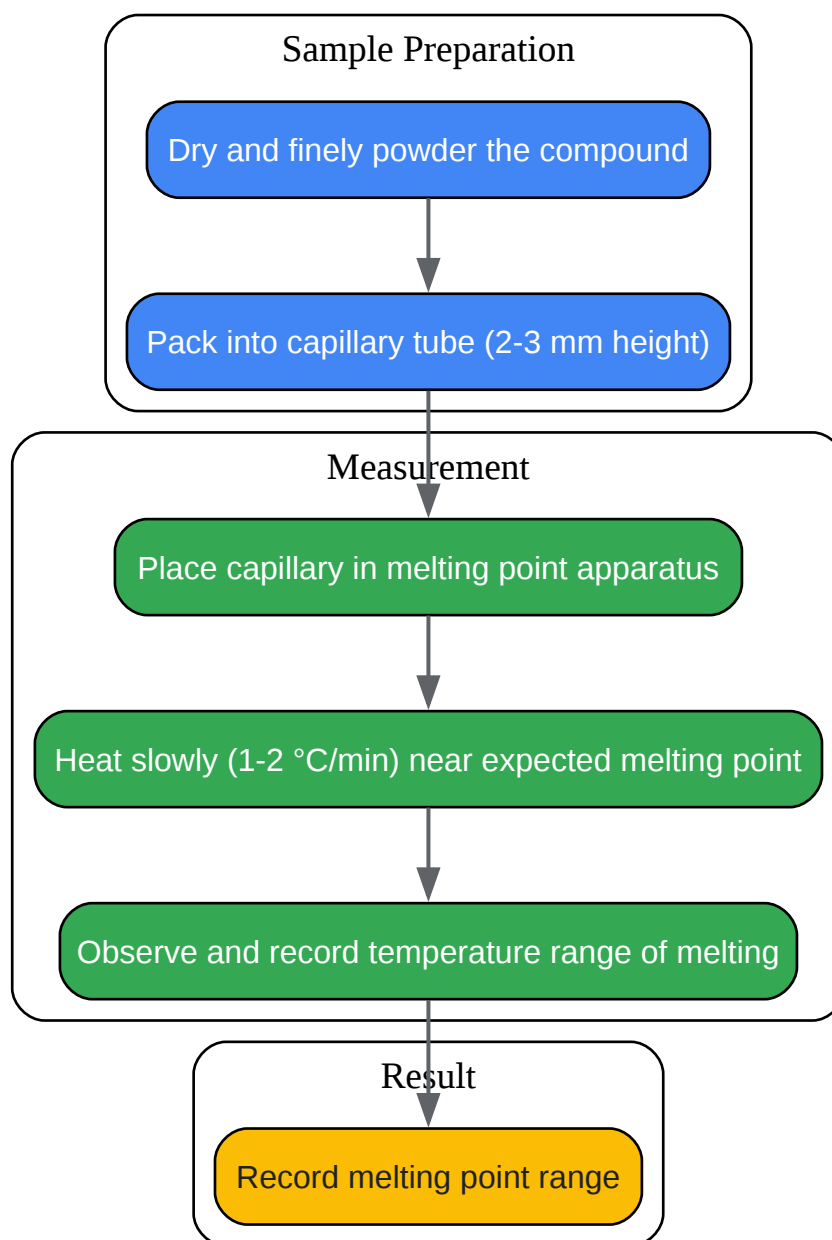 Sample Preparation
Dry and finely powder the compound
Pack into capillary tube (2-3 mm height)
Measurement
Place capillary in melting point apparatus
Heat slowly (1-2 °C/min) near expected melting point
Observe and record temperature range of melting
Result
Record melting point range